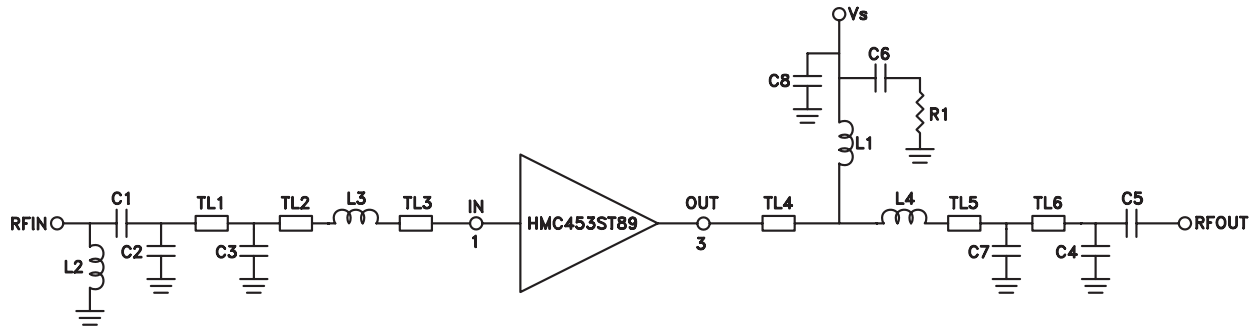 Vs
C6
C8
R1
L1
C1
TL1
TL2
L3
TL3
IN
OUT
TL4
L4
TL5
TL6
C5
RFIN
HMC453ST89
RFOUT
1
3
L2
C2
C3
C7
C4